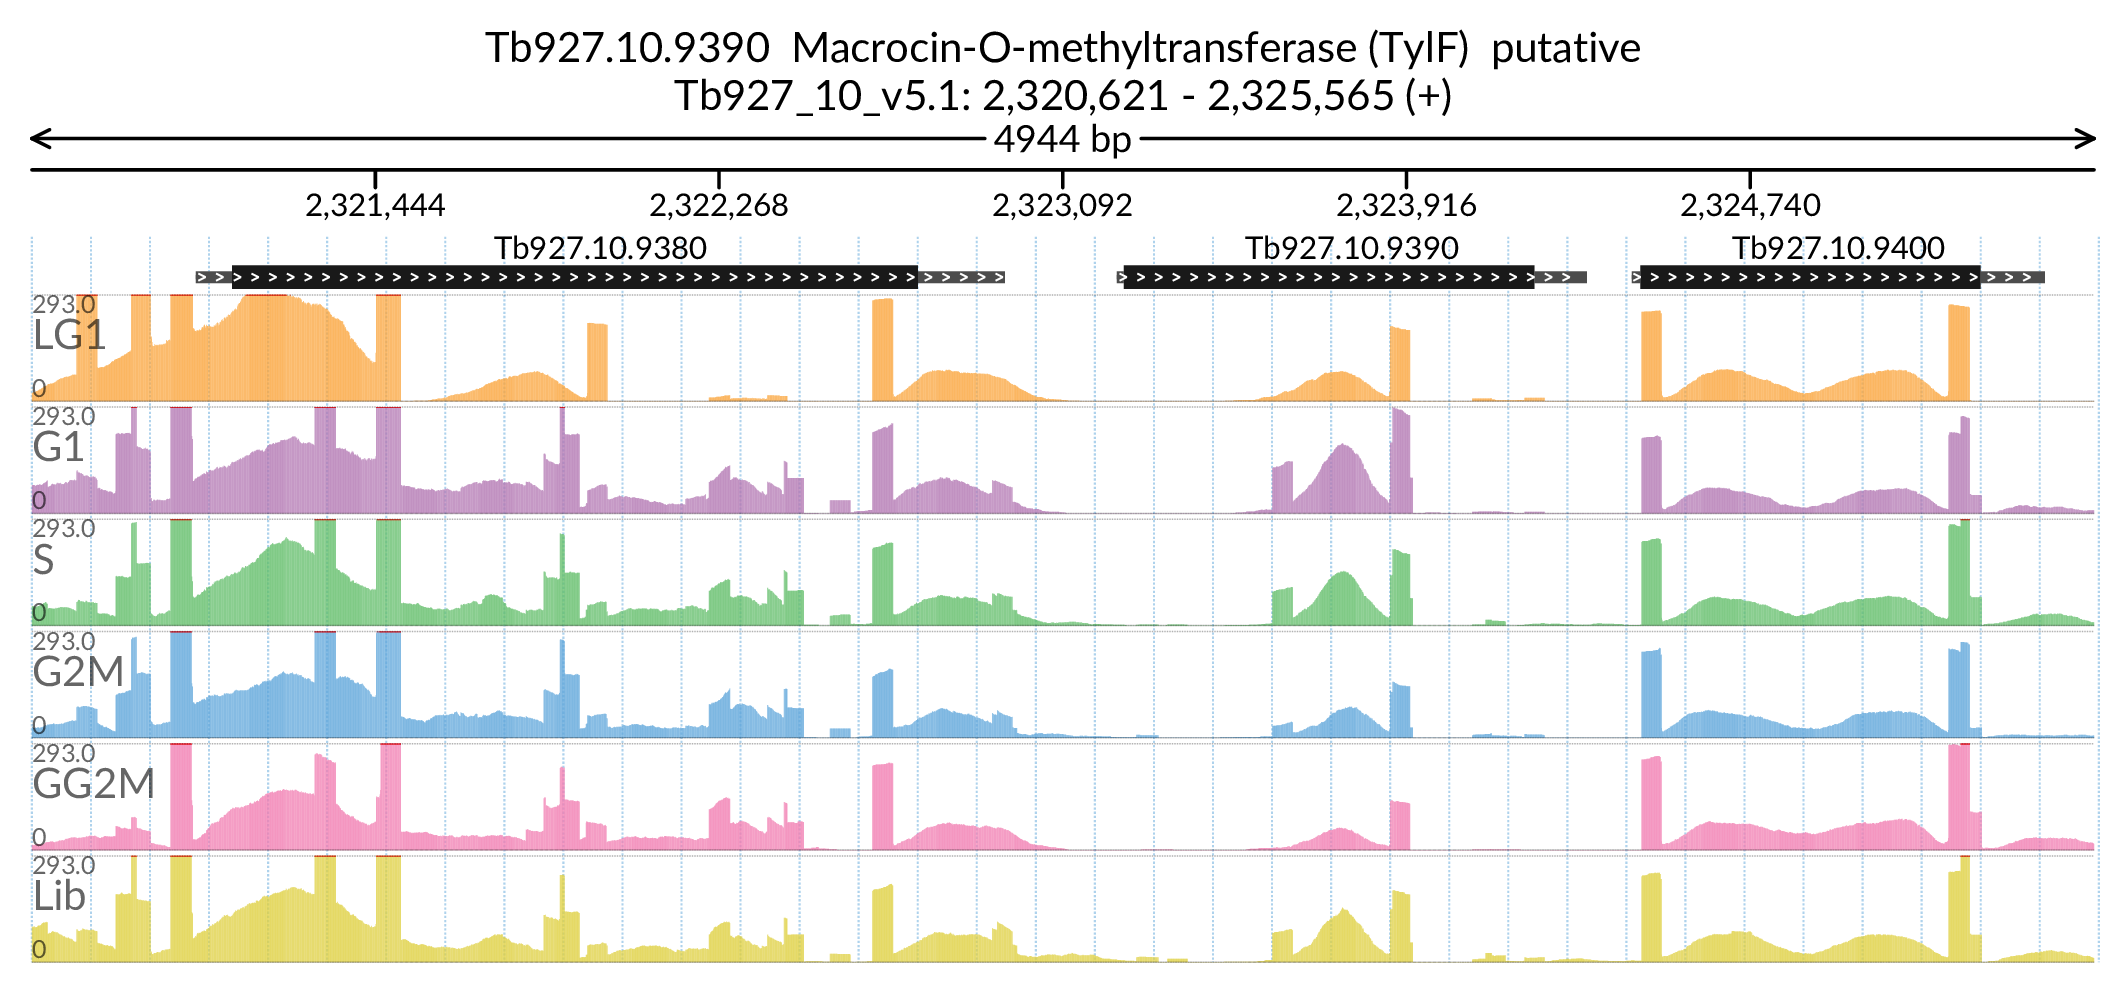 Tb927.10.9390 Macrocin-O-methyltransferase (TylF) putative
Tb927_10_v5.1: 2,320,621 - 2,325,565 (+)
4944 bp
2,321,444 2,322,268 2,323,092 2,323,916 2,324,740
Tb927.10.9380 Tb927.10.9390 Tb927.10.9400
293.0
LG1
0
293.0
G1
0
293.0
S
0
293.0
G2M
0
293.0
GG2M
0
293.0
Lib
0